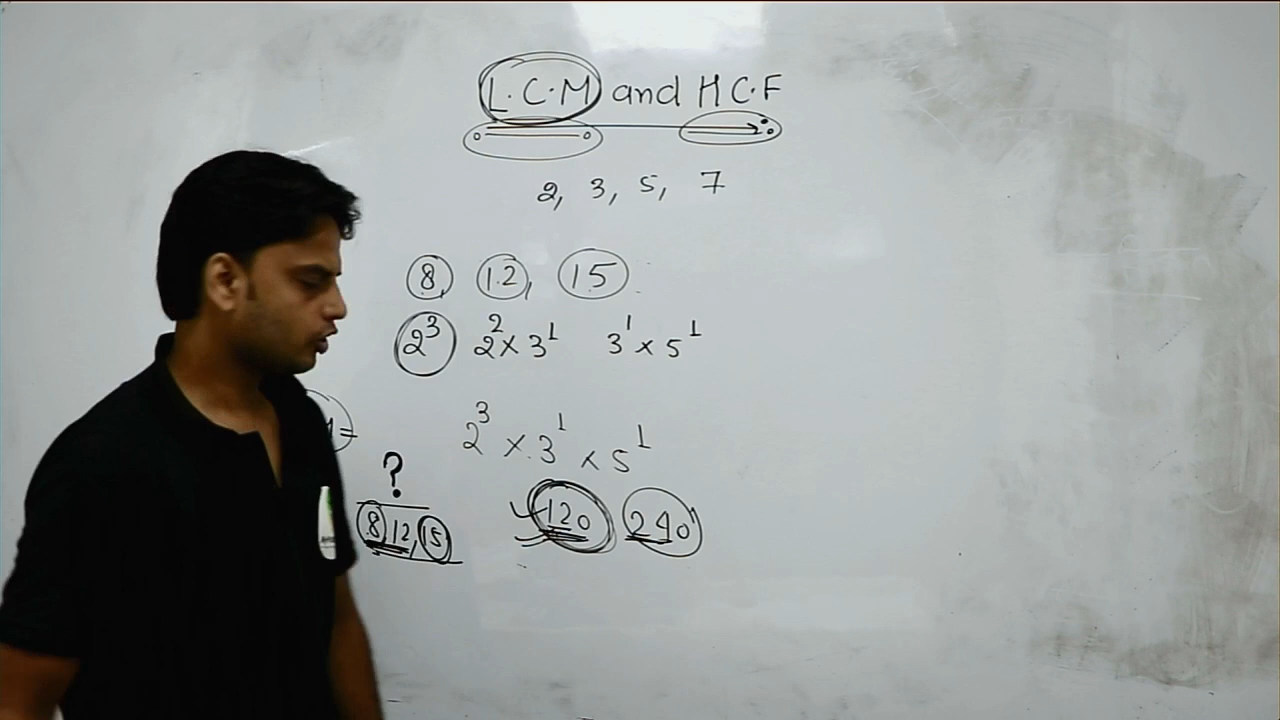 L.C.M and H.C.F
2, 3, 5, 7
8, 12, 15
2³ 2² × 3¹ 3¹ × 5¹
=
2³ × 3¹ × 5¹
?
8, 12, 15
120 240